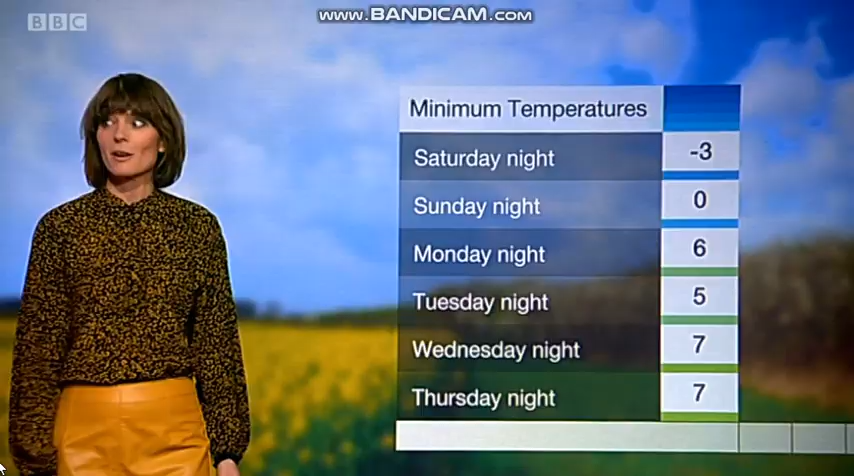 BBC
www.BANDICAM.com
Minimum Temperatures
Saturday night -3
Sunday night 0
Monday night 6
Tuesday night 5
Wednesday night 7
Thursday night 7